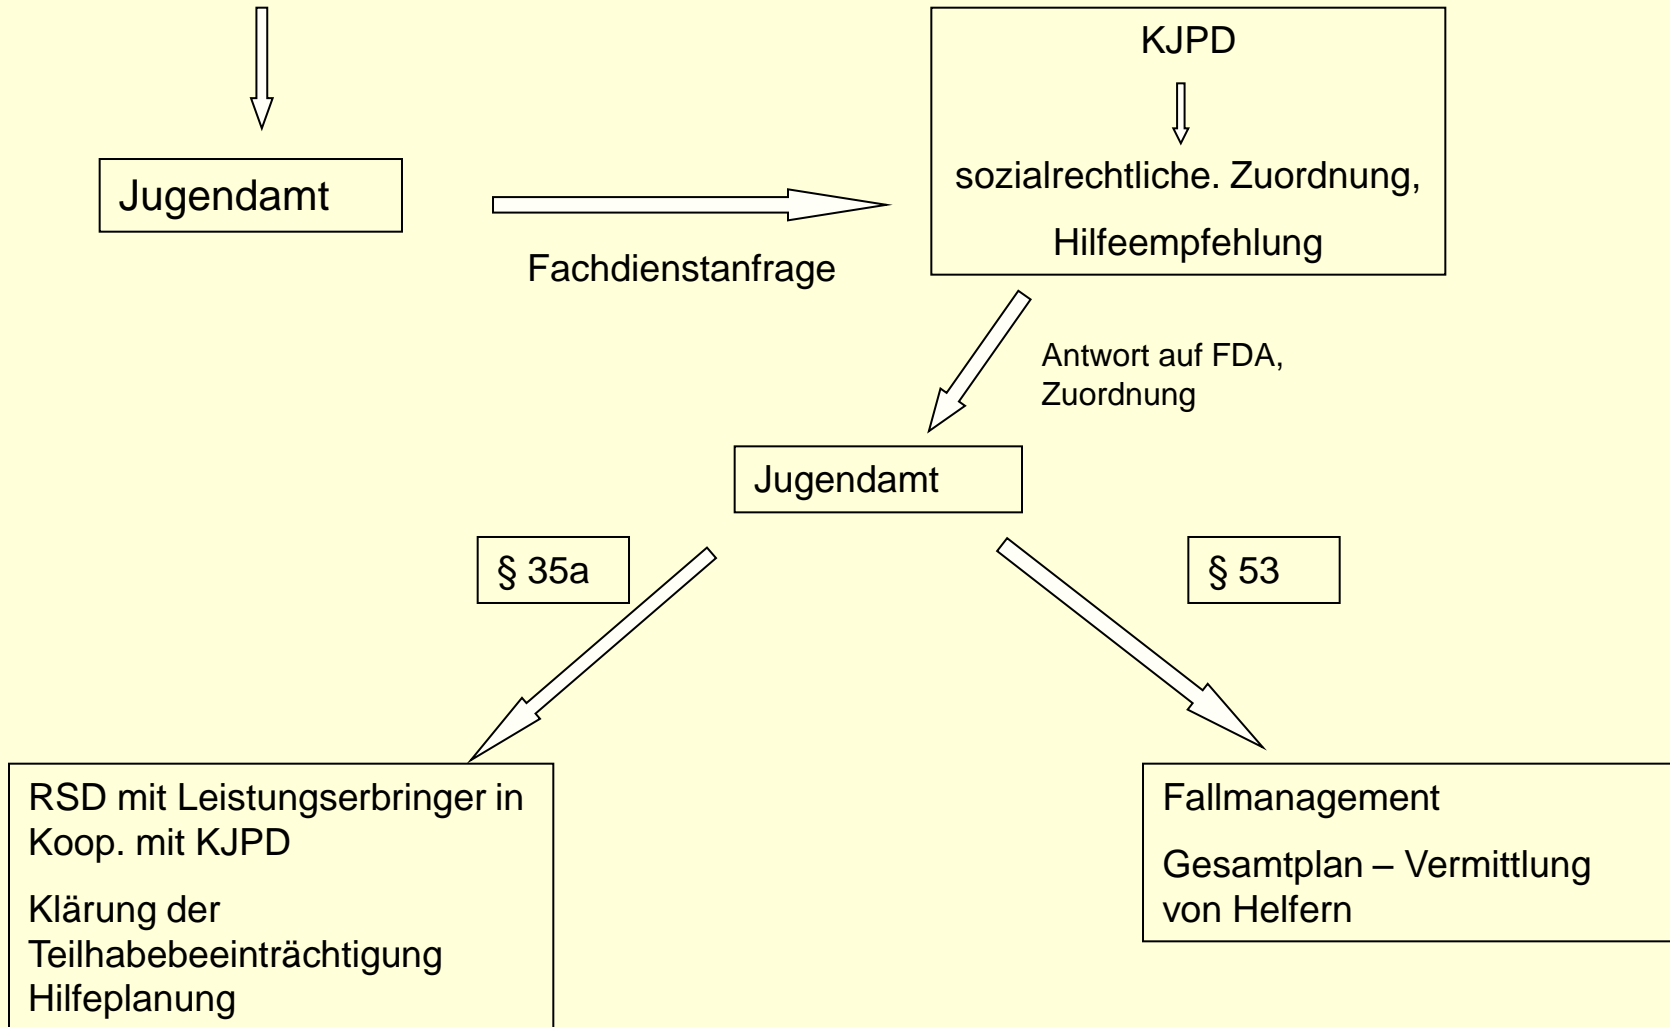 KJPD
Jugendamt
sozialrechtliche. Zuordnung,
Hilfeempfehlung
Fachdienstanfrage
Antwort auf FDA,
Zuordnung
Jugendamt
§ 35a
§ 53
RSD mit Leistungserbringer in
Koop. mit KJPD
Klärung der
Teilhabebeeinträchtigung
Hilfeplanung
Fallmanagement
Gesamtplan – Vermittlung
von Helfern